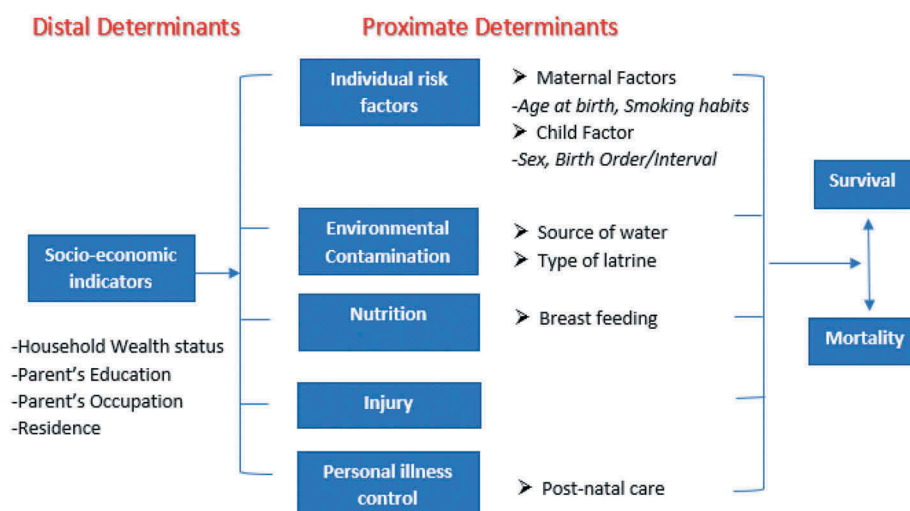 Distal Determinants
Proximate Determinants
Socio-economic
indicators
-Household Wealth status
-Parent's Education
-Parent's Occupation
-Residence
Individual risk
factors
➤ Maternal Factors
-Age at birth, Smoking habits
➤ Child Factor
-Sex, Birth Order/Interval
Environmental
Contamination
➤ Source of water
➤ Type of latrine
Nutrition
➤ Breast feeding
Injury
Personal illness
control
➤ Post-natal care
Survival
Mortality